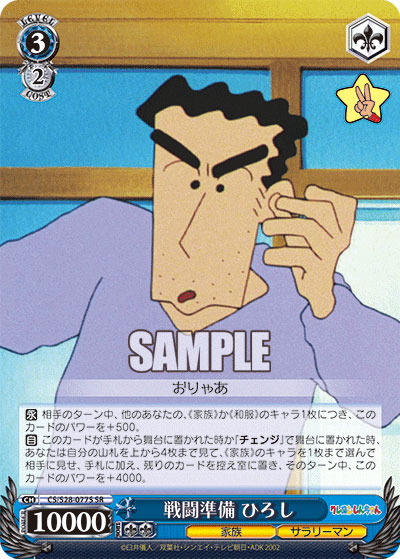 LEVEL
3
2
COST
SAMPLE
おりゃあ
永 相手のターン中、他のあなたの、《家族》か《和服》のキャラ1枚につき、このカードのパワーを+500。
自 このカードが手札から舞台に置かれた時か「チェンジ」で舞台に置かれた時、
あなたは自分の山札を上から4枚まで見て、《家族》のキャラを1枚まで選んで
相手に見せ、手札に加え、残りのカードを控え室に置き、そのターン中、この
カードのパワーを+4000。
CH CS/S28-077S SR
POWER
10000
戦闘準備 ひろし
クレヨンしんちゃん
家族 サラリーマン
©臼井儀人/双葉社・シンエイ・テレビ朝日・ADK 2002